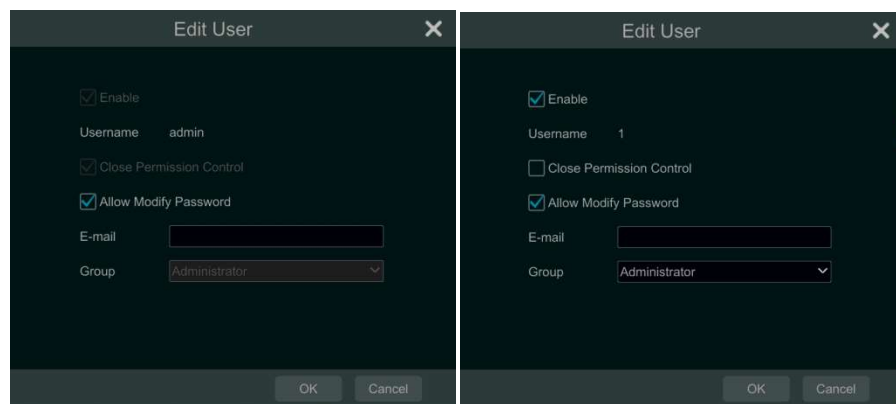 Edit User
Enable
Username admin
Close Permission Control
Allow Modify Password
E-mail
Group Administrator
OK Cancel
Edit User
Enable
Username 1
Close Permission Control
Allow Modify Password
E-mail
Group Administrator
OK Cancel